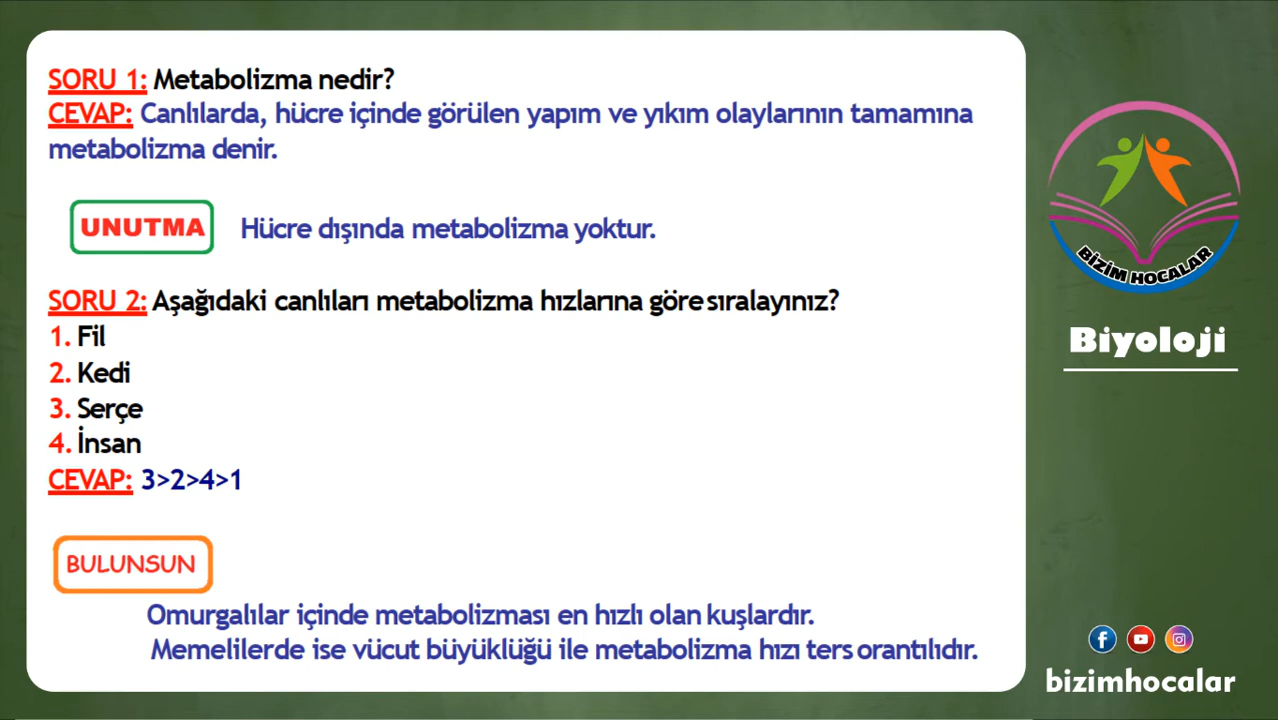 SORU 1: Metabolizma nedir?
CEVAP: Canlılarda, hücre içinde görülen yapım ve yıkım olaylarının tamamına
metabolizma denir.
UNUTMA Hücre dışında metabolizma yoktur.
SORU 2: Aşağıdaki canlıları metabolizma hızlarına göre sıralayınız?
1. Fil
2. Kedi
3. Serçe
4. İnsan
CEVAP: 3>2>4>1
BULUNSUN
Omurgalılar içinde metabolizması en hızlı olan kuşlardır.
Memelilerde ise vücut büyüklüğü ile metabolizma hızı ters orantılıdır.
BİZİM HOCALAR
Biyoloji
bizimhocalar